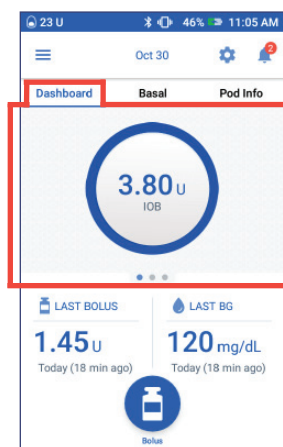 23 U 46% 11:05 AM
Oct 30 2
Dashboard Basal Pod Info
3.80 U
IOB
LAST BOLUS LAST BG
1.45 U 120 mg/dL
Today (18 min ago) Today (18 min ago)
Bolus